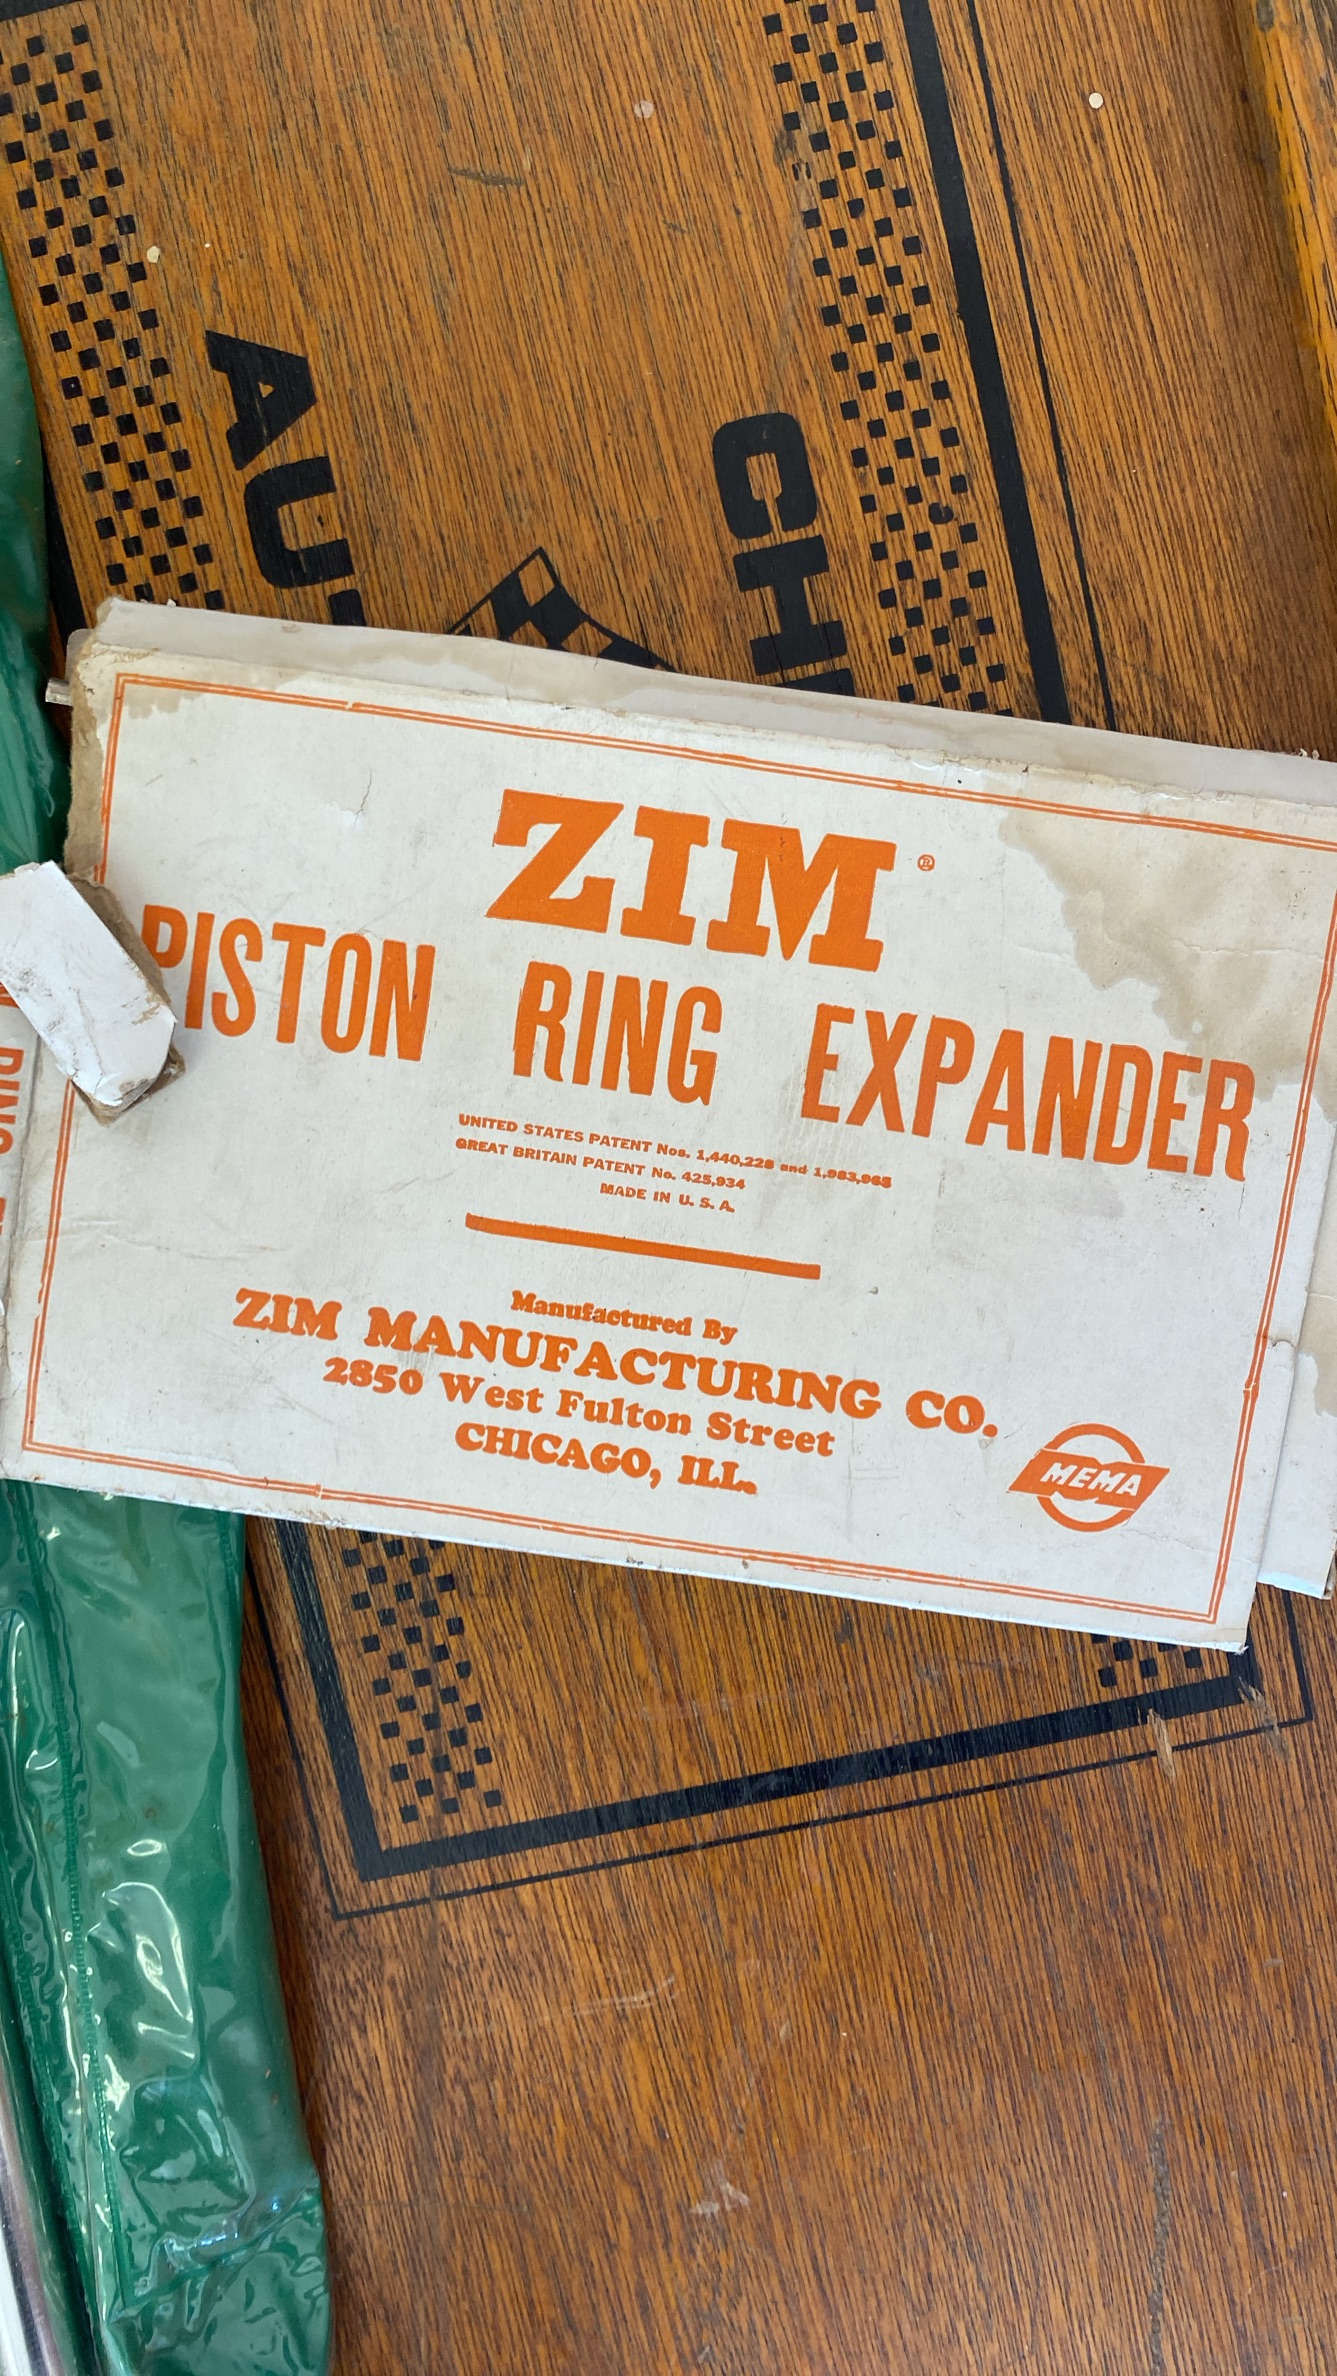 ZIM®
PISTON RING EXPANDER
UNITED STATES PATENT Nos. 1,440,228 and 1,983,965
GREAT BRITAIN PATENT No. 425,934
MADE IN U. S. A.
Manufactured By
ZIM MANUFACTURING CO.
2850 West Fulton Street
CHICAGO, ILL.
MEMA
RING